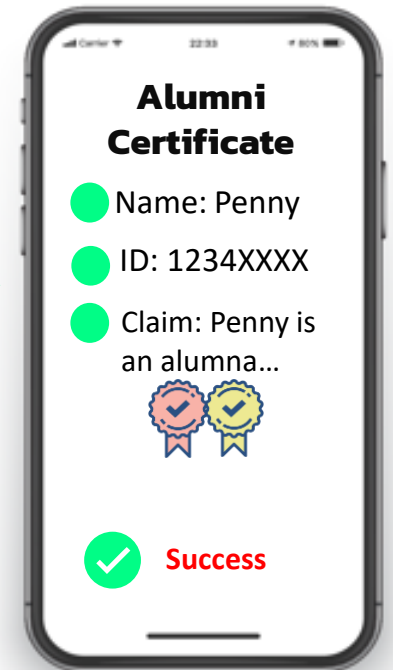 Carrier 22:33 80%
Alumni
Certificate
Name: Penny
ID: 1234XXXX
Claim: Penny is
an alumna...
Success